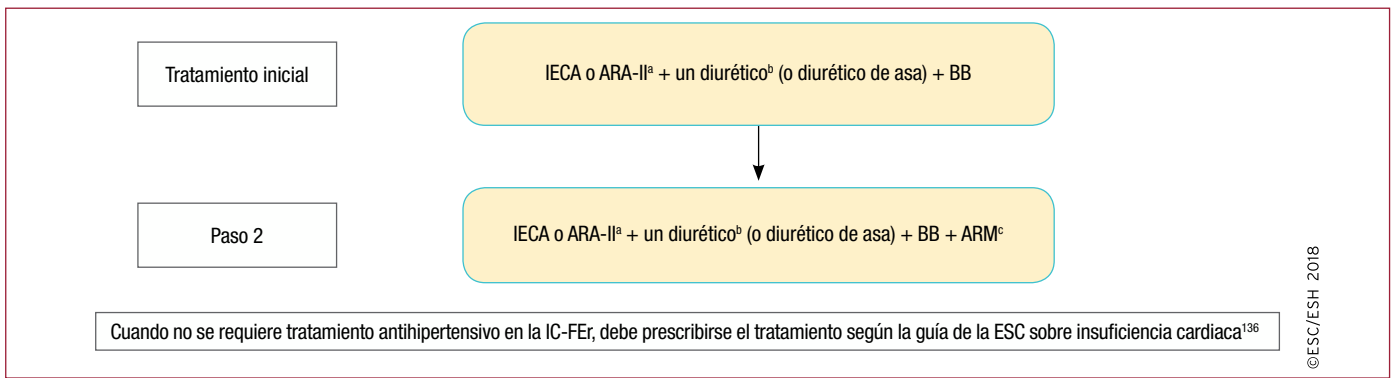 Tratamiento inicial
IECA o ARA-IIª + un diuréticoᵇ (o diurético de asa) + BB
Paso 2
IECA o ARA-IIª + un diuréticoᵇ (o diurético de asa) + BB + ARMᶜ
Cuando no se requiere tratamiento antihipertensivo en la IC-FEr, debe prescribirse el tratamiento según la guía de la ESC sobre insuficiencia cardiaca¹³⁶
©ESC/ESH 2018